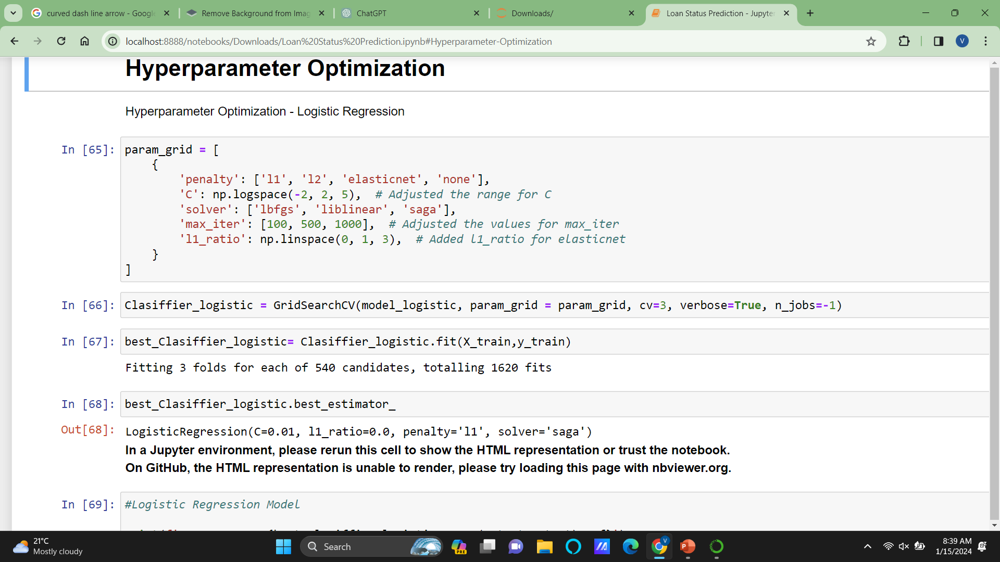 curved dash line arrow - Google
Remove Background from Imag
ChatGPT
Downloads/
Loan Status Prediction - Jupyter
localhost:8888/notebooks/Downloads/Loan%20Status%20Prediction.ipynb#Hyperparameter-Optimization
V
Hyperparameter Optimization
Hyperparameter Optimization - Logistic Regression
In [65]: param_grid = [
{
'penalty': ['l1', 'l2', 'elasticnet', 'none'],
'C': np.logspace(-2, 2, 5),  # Adjusted the range for C
'solver': ['lbfgs', 'liblinear', 'saga'],
'max_iter': [100, 500, 1000],  # Adjusted the values for max_iter
'l1_ratio': np.linspace(0, 1, 3),  # Added l1_ratio for elasticnet
}
]
In [66]: Clasiffier_logistic = GridSearchCV(model_logistic, param_grid = param_grid, cv=3, verbose=True, n_jobs=-1)
In [67]: best_Clasiffier_logistic= Clasiffier_logistic.fit(X_train,y_train)
Fitting 3 folds for each of 540 candidates, totalling 1620 fits
In [68]: best_Clasiffier_logistic.best_estimator_
Out[68]: LogisticRegression(C=0.01, l1_ratio=0.0, penalty='l1', solver='saga')
In a Jupyter environment, please rerun this cell to show the HTML representation or trust the notebook.
On GitHub, the HTML representation is unable to render, please try loading this page with nbviewer.org.
In [69]: #Logistic Regression Model
21°C
Mostly cloudy
Search
PRE
V
8:39 AM
1/15/2024